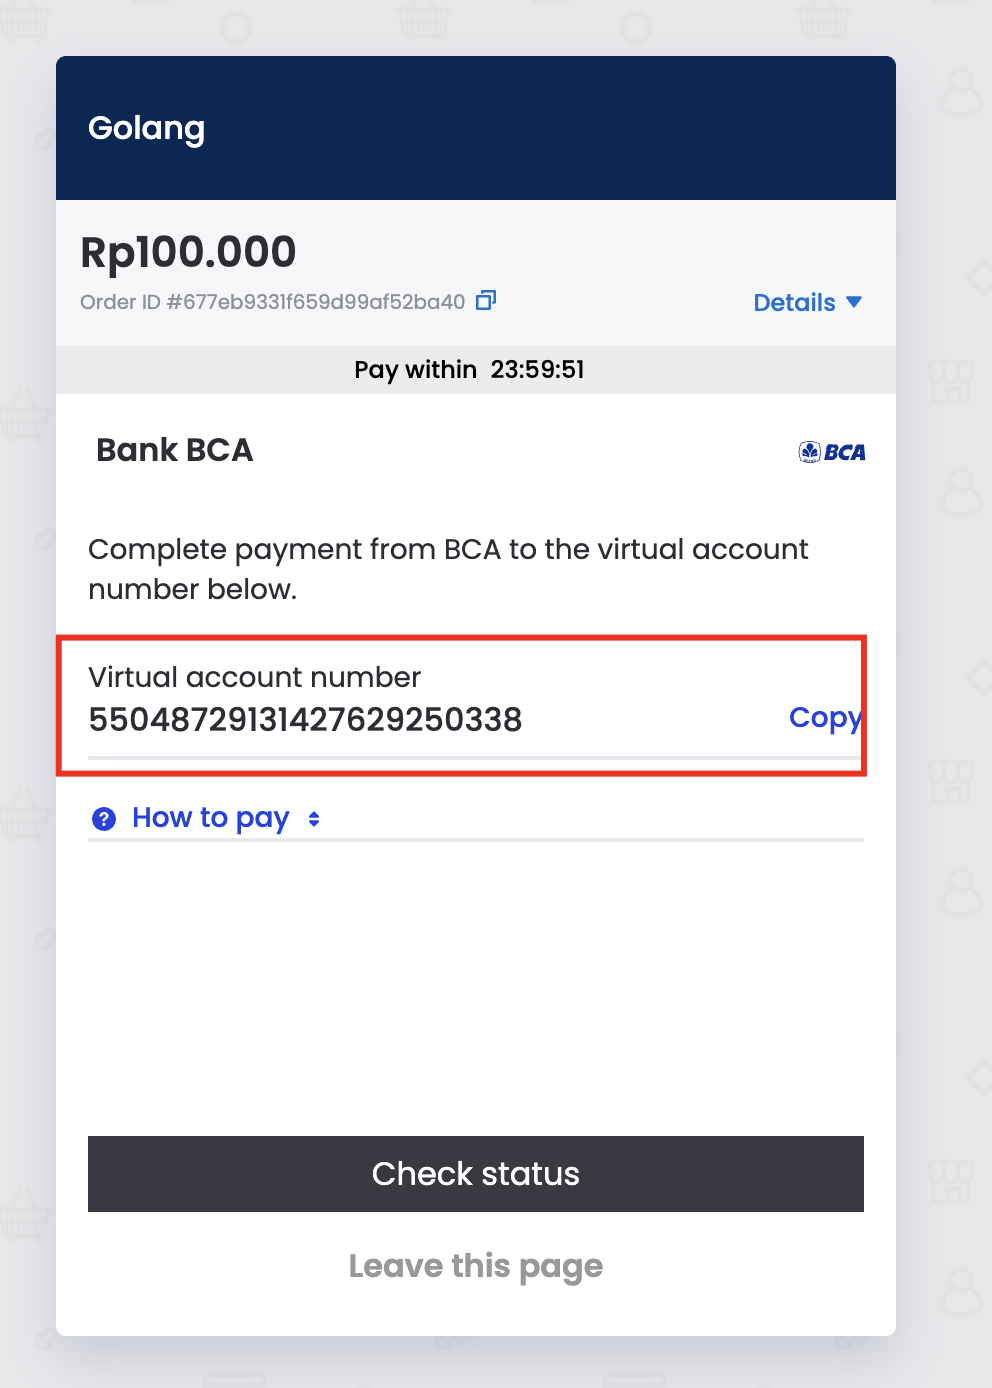 Golang
Rp100.000
Order ID #677eb9331f659d99af52ba40
Details
Pay within 23:59:51
Bank BCA
BCA
Complete payment from BCA to the virtual account
number below.
Virtual account number
55048729131427629250338
Copy
How to pay
Check status
Leave this page